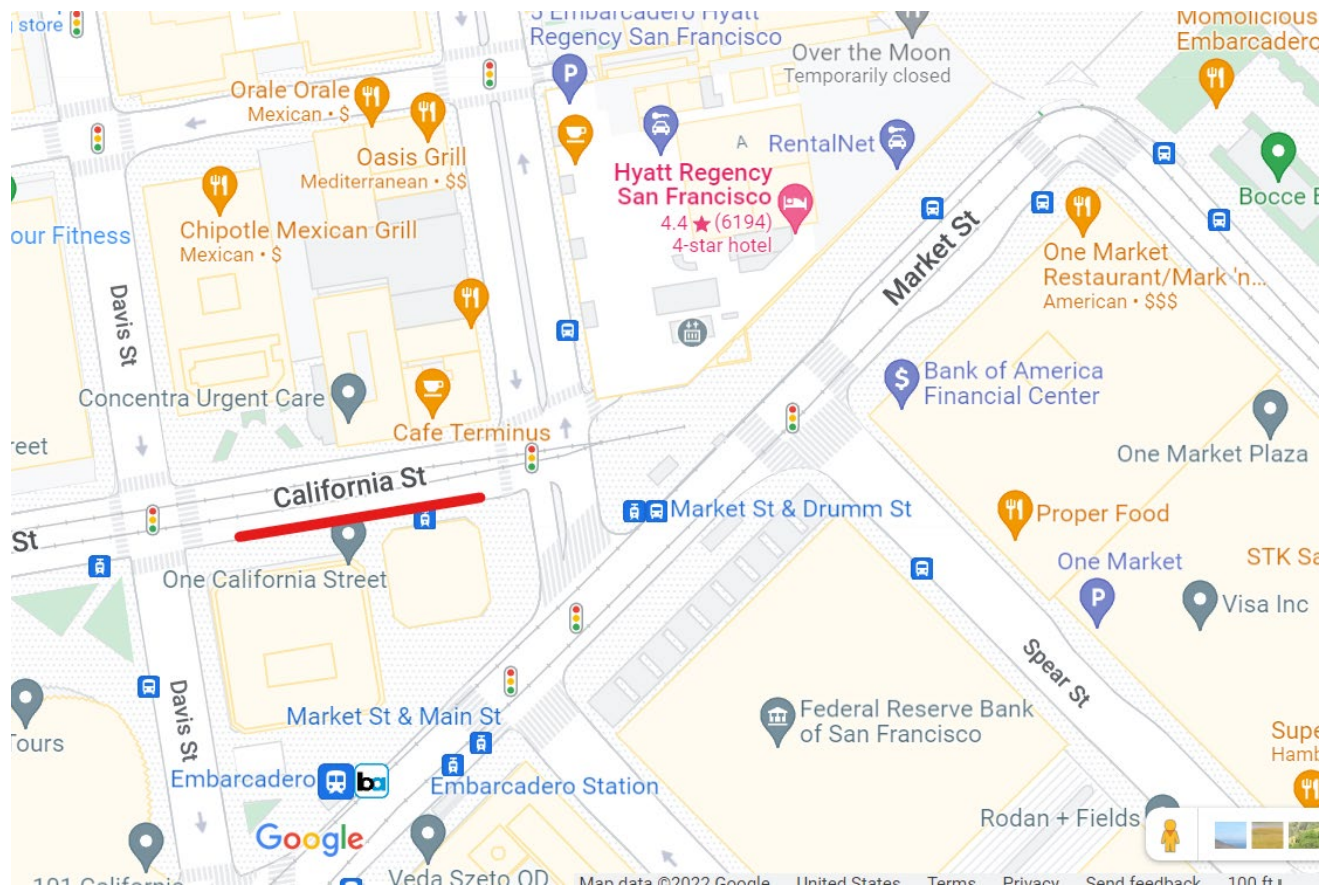 store
5 Embarcadero Hyatt
Regency San Francisco
Momolicious
Embarcadero
Over the Moon
Temporarily closed
Orale Orale
Mexican • $
P
A
RentalNet
Oasis Grill
Mediterranean • $$
Hyatt Regency
San Francisco
4.4 ★ (6194)
4-star hotel
Chipotle Mexican Grill
Mexican • $
our Fitness
Bocce B
Market St
One Market
Restaurant/Mark 'n...
American • $$$
Davis St
Concentra Urgent Care
$
Bank of America
Financial Center
Cafe Terminus
reet
One Market Plaza
California St
St
Market St & Drumm St
Proper Food
One California Street
One Market
STK Sa
P
Visa Inc
Spear St
Davis St
Market St & Main St
Federal Reserve Bank
of San Francisco
Tours
Supe
Hamb
Embarcadero
ba
Embarcadero Station
Rodan + Fields
Google
101 California
Veda Szeto OD
Map data ©2022 Google United States Terms Privacy Send feedback 100 ft